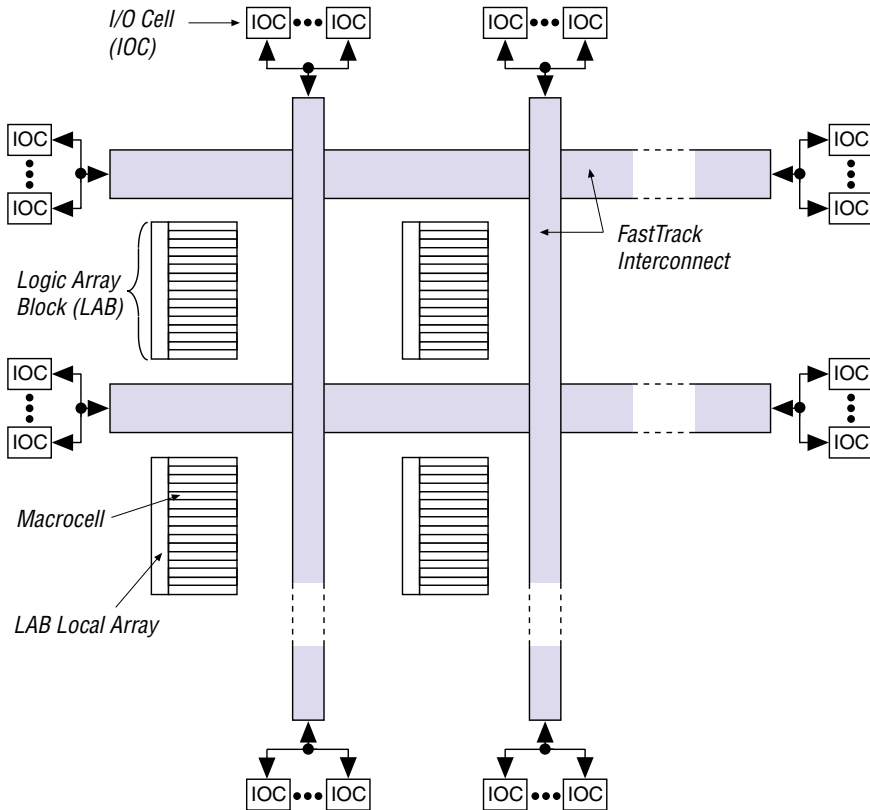 I/O Cell
(IOC)
IOC IOC IOC IOC
IOC IOC
IOC IOC
FastTrack
Interconnect
Logic Array
Block (LAB)
IOC IOC
IOC IOC
Macrocell
LAB Local Array
IOC IOC IOC IOC